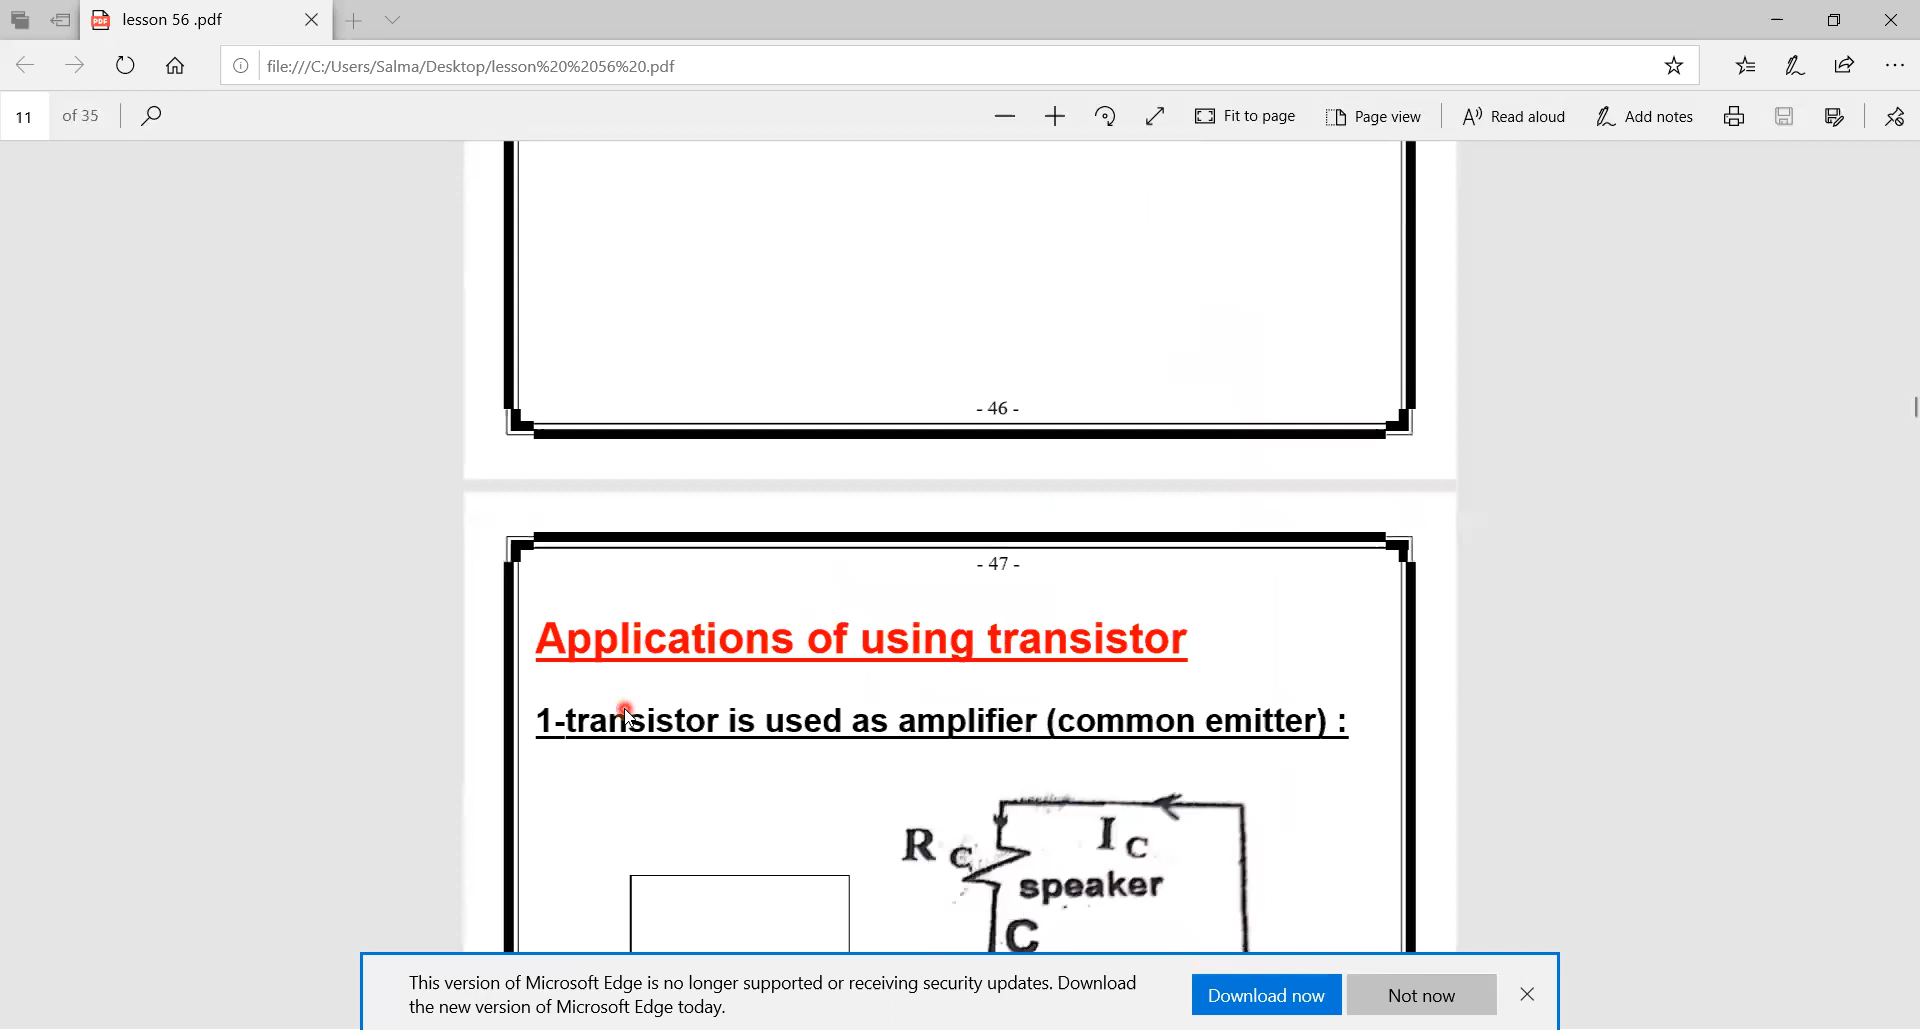 lesson 56 .pdf
file:///C:/Users/Salma/Desktop/lesson%20%2056%20.pdf
11 of 35
Fit to page
Page view
Read aloud
Add notes
- 46 -
- 47 -
Applications of using transistor
1-transistor is used as amplifier (common emitter) :
R C
I C
speaker
C
This version of Microsoft Edge is no longer supported or receiving security updates. Download
the new version of Microsoft Edge today.
Download now
Not now